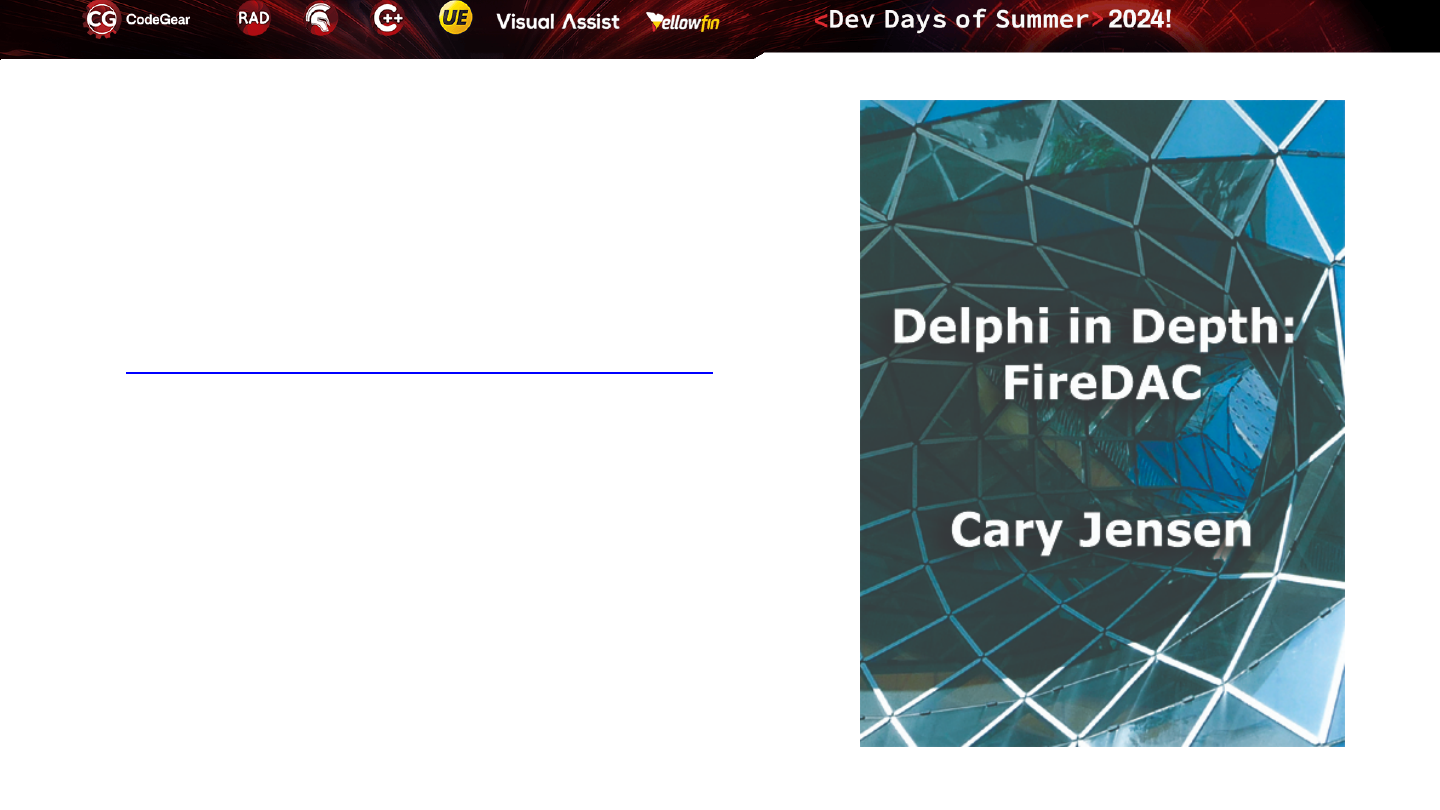 CG CodeGear RAD C++ UE Visual Assist Yellowfin <Dev Days of Summer> 2024!
Delphi in Depth:
FireDAC
Cary Jensen